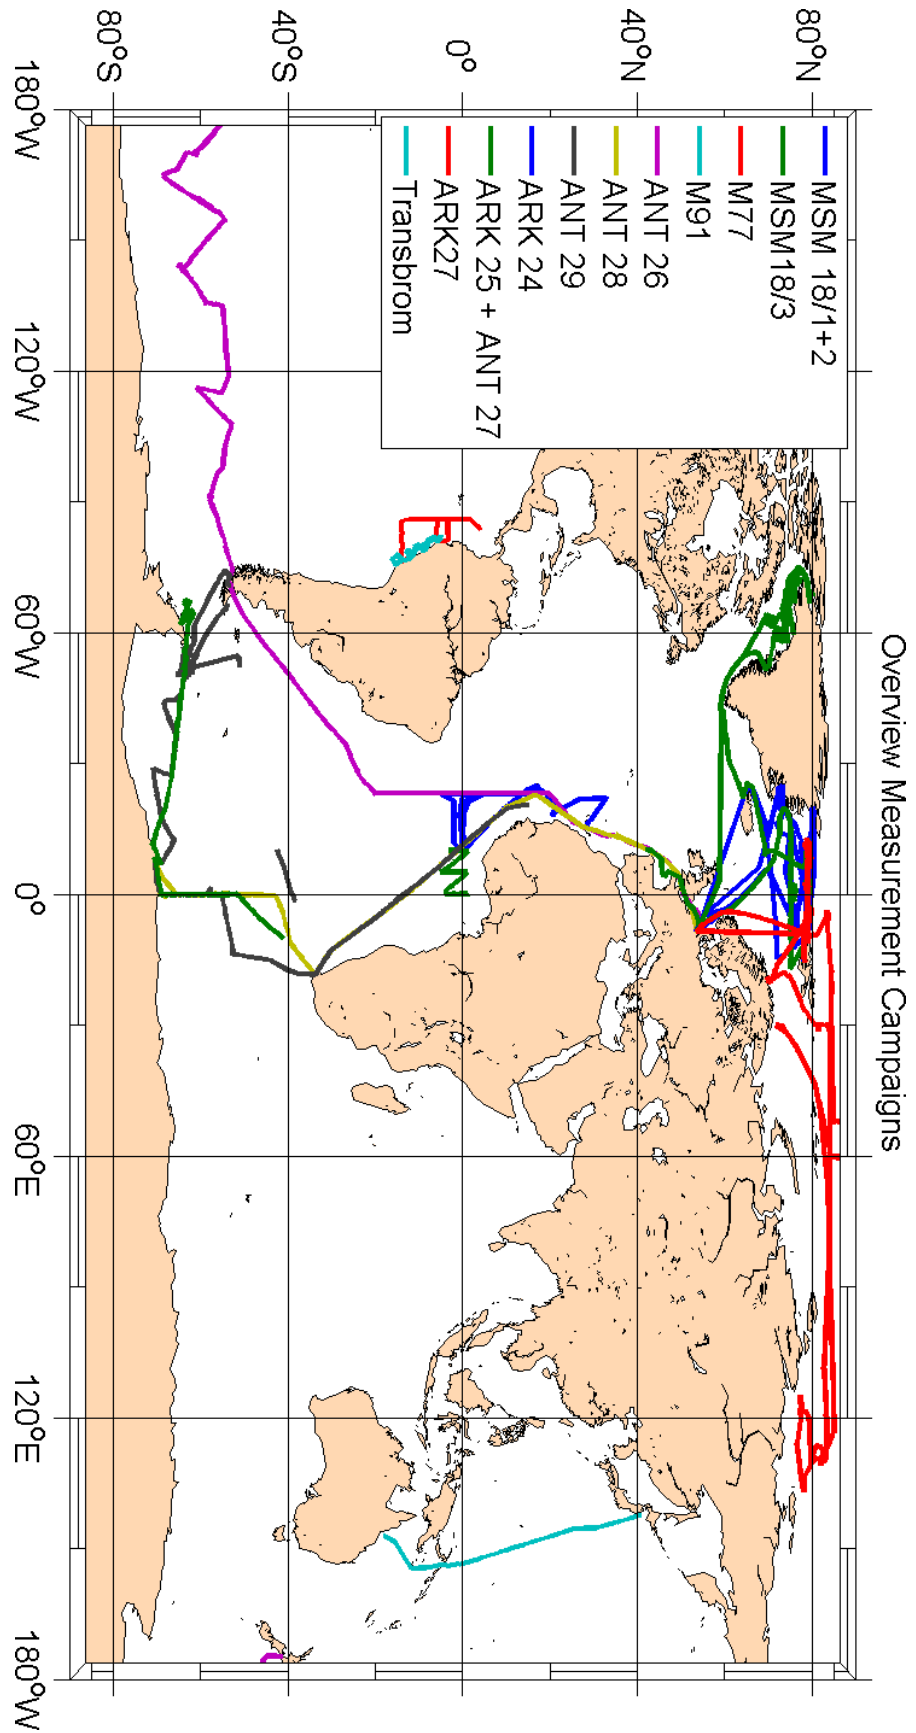 Overview Measurement Campaigns
80°N
40°N
0°
40°S
80°S
MSM 18/1+2
MSM18/3
M77
M91
ANT 26
ANT 28
ANT 29
ARK 24
ARK 25 + ANT 27
ARK27
Transbrom
180°W
120°W
60°W
0°
60°E
120°E
180°W